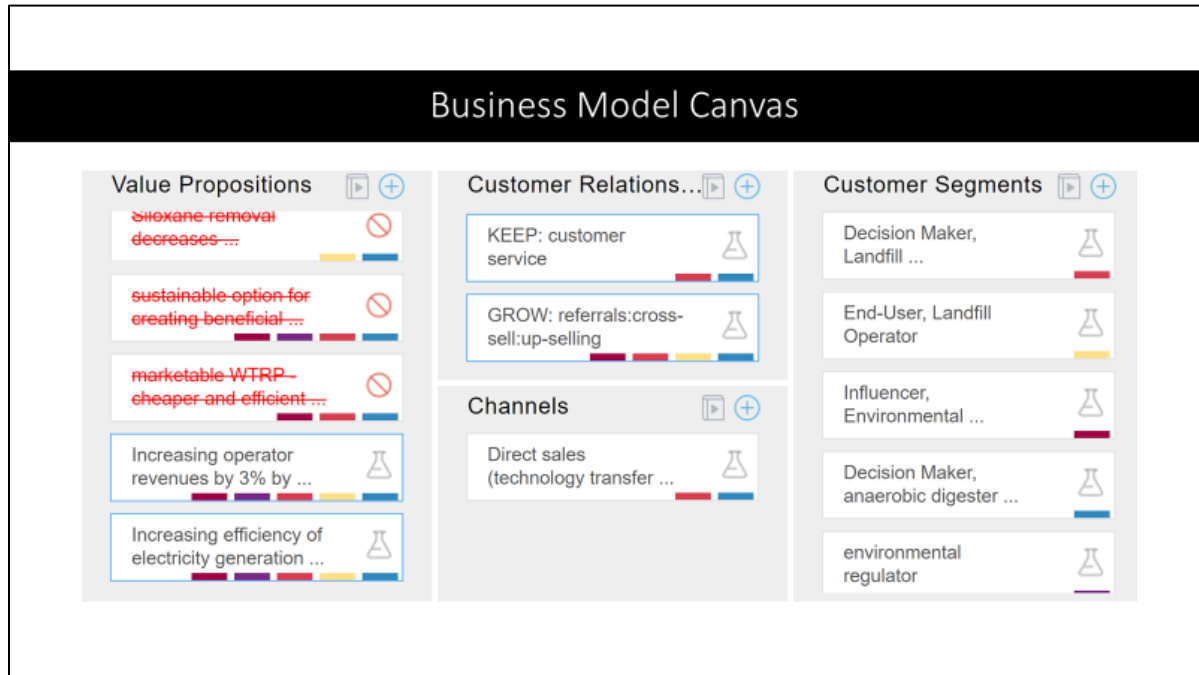 Business Model Canvas
Value Propositions
Siloxane removal
decreases ...
sustainable option for
creating beneficial ...
marketable WTRP -
cheaper and efficient ...
Increasing operator
revenues by 3% by ...
Increasing efficiency of
electricity generation ...
Customer Relations...
KEEP: customer
service
GROW: referrals:cross-
sell:up-selling
Channels
Direct sales
(technology transfer ...
Customer Segments
Decision Maker,
Landfill ...
End-User, Landfill
Operator
Influencer,
Environmental ...
Decision Maker,
anaerobic digester ...
environmental
regulator